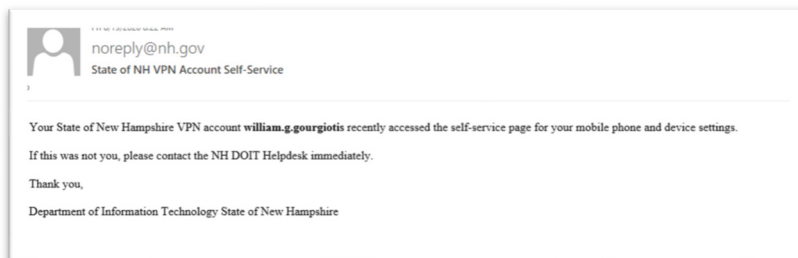 noreply@nh.gov
State of NH VPN Account Self-Service
Your State of New Hampshire VPN account william.g.gourgiotis recently accessed the self-service page for your mobile phone and device settings.
If this was not you, please contact the NH DOIT Helpdesk immediately.
Thank you,
Department of Information Technology State of New Hampshire